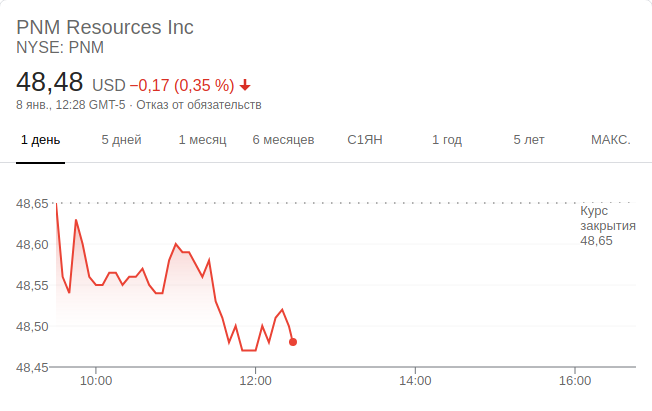 PNM Resources Inc
NYSE: PNM
48,48 USD −0,17 (0,35 %)
8 янв., 12:28 GMT-5 · Отказ от обязательств
1 день 5 дней 1 месяц 6 месяцев С1ЯН 1 год 5 лет МАКС.
48,65
Курс
закрытия
48,65
48,60
48,55
48,50
48,45
10:00 12:00 14:00 16:00